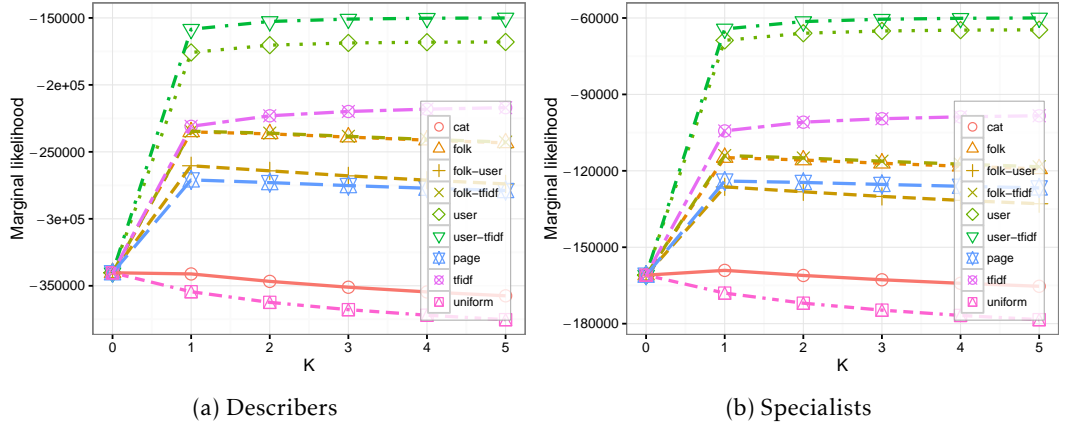 −150000
−2e+05
−250000
−3e+05
−350000
Marginal likelihood
0
1
2
3
4
5
K
cat
folk
folk−user
folk−tfidf
user
user−tfidf
page
tfidf
uniform
(a) Describers
−60000
−90000
−120000
−150000
−180000
Marginal likelihood
0
1
2
3
4
5
K
cat
folk
folk−user
folk−tfidf
user
user−tfidf
page
tfidf
uniform
(b) Specialists